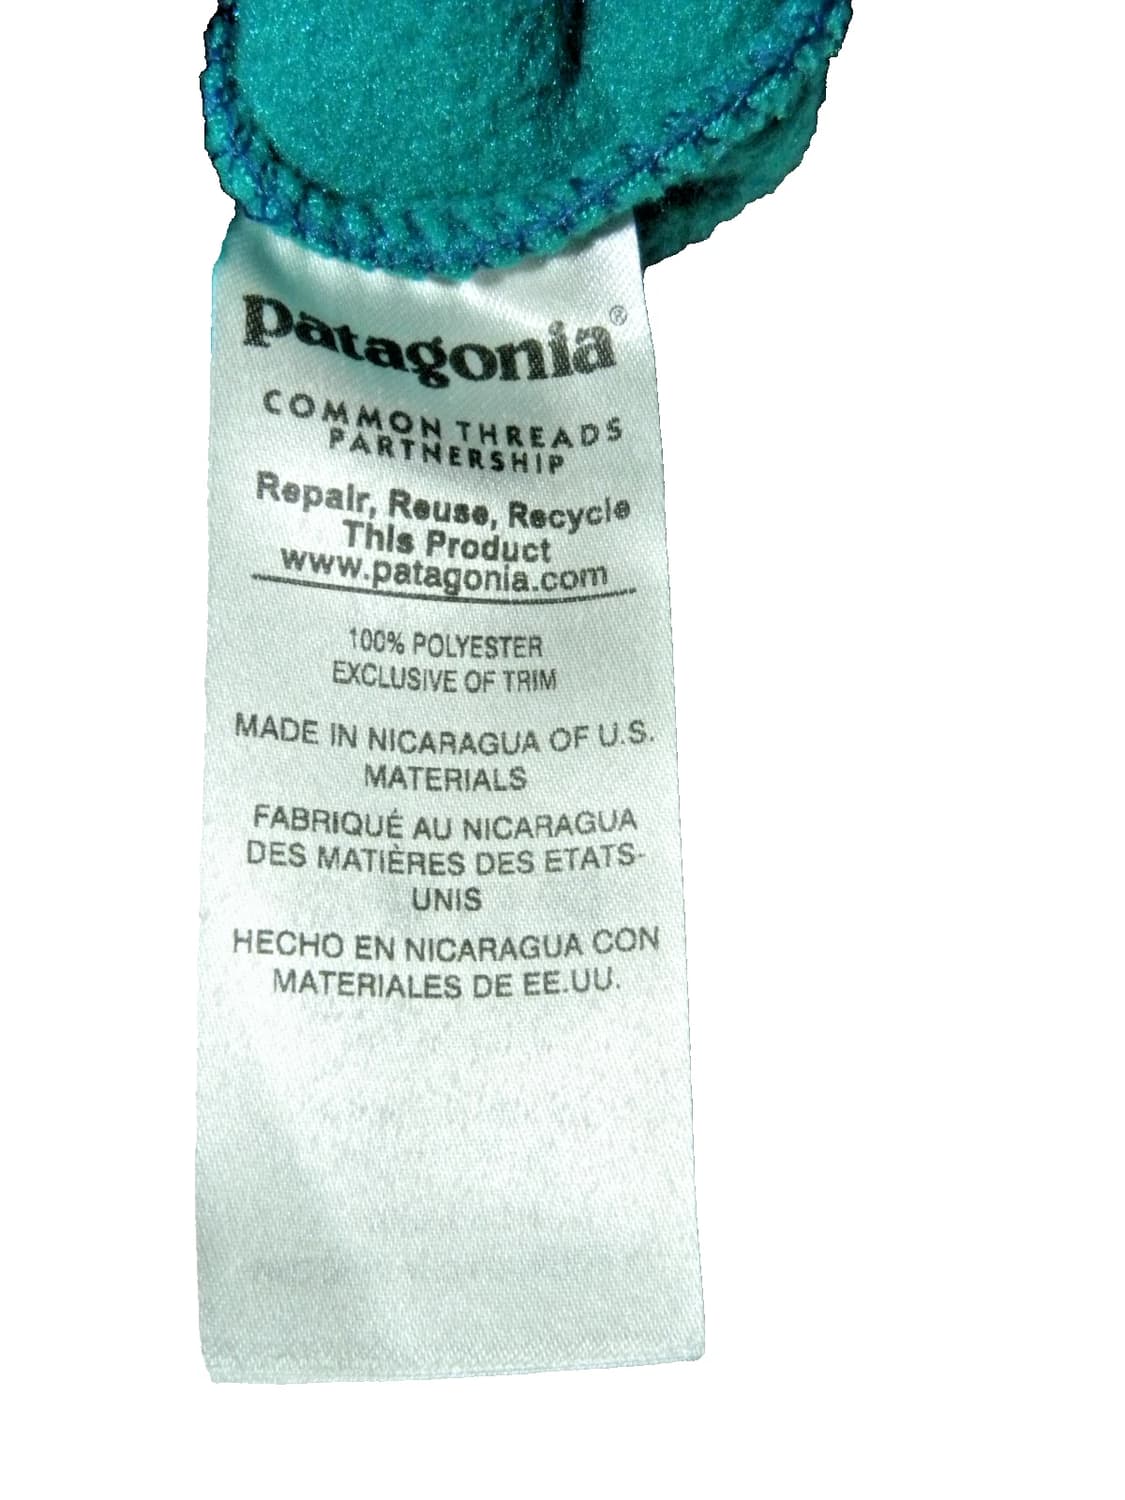 patagonia®
COMMON THREADS
PARTNERSHIP
Repair, Reuse, Recycle
This Product
www.patagonia.com
100% POLYESTER
EXCLUSIVE OF TRIM
MADE IN NICARAGUA OF U.S.
MATERIALS
FABRIQUÉ AU NICARAGUA
DES MATIÈRES DES ETATS-
UNIS
HECHO EN NICARAGUA CON
MATERIALES DE EE.UU.